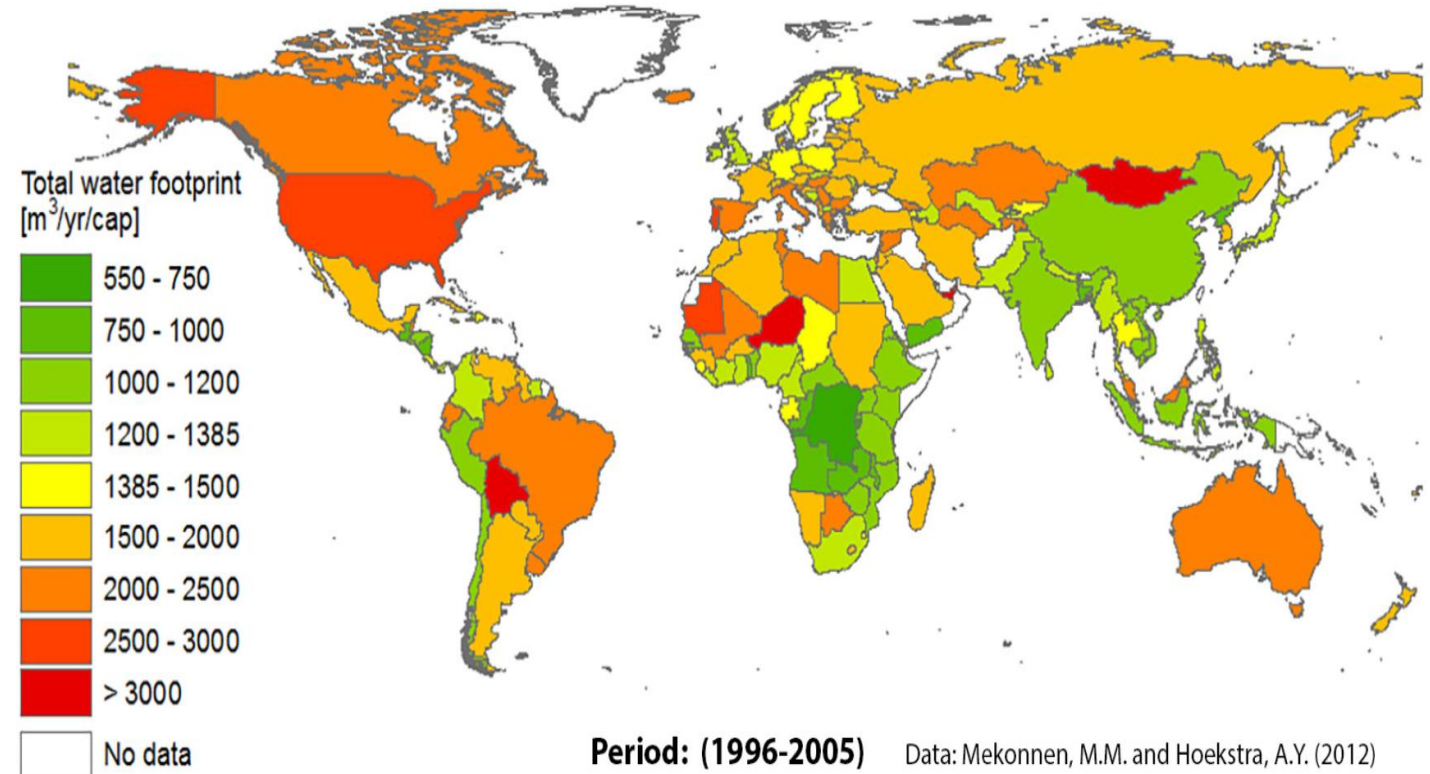 Total water footprint
[m³/yr/cap]
550 - 750
750 - 1000
1000 - 1200
1200 - 1385
1385 - 1500
1500 - 2000
2000 - 2500
2500 - 3000
> 3000
No data
Period: (1996-2005) Data: Mekonnen, M.M. and Hoekstra, A.Y. (2012)